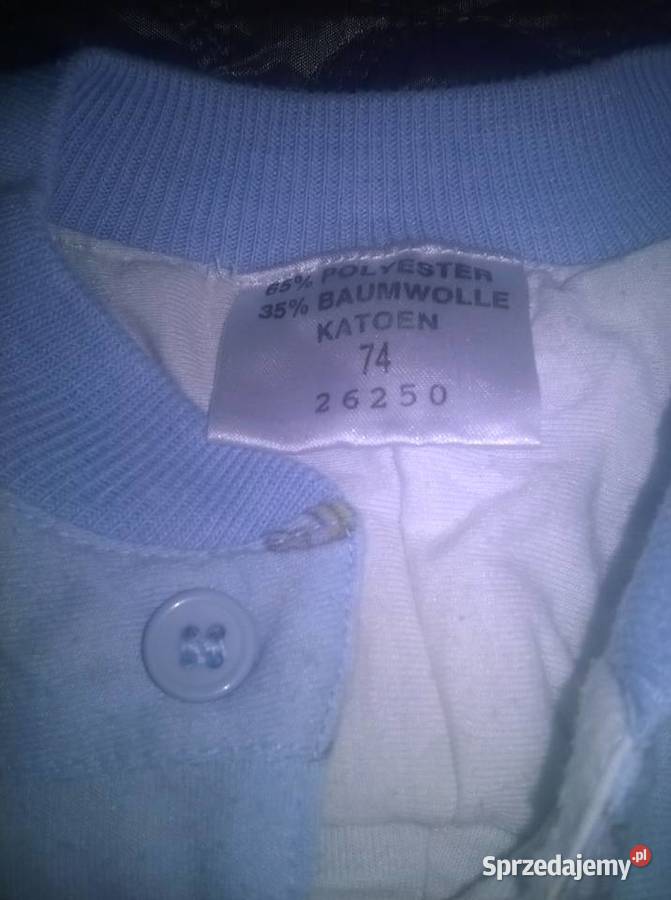 65% POLYESTER
35% BAUMWOLLE
KATOEN
74
26250
Sprzedajemy.pl